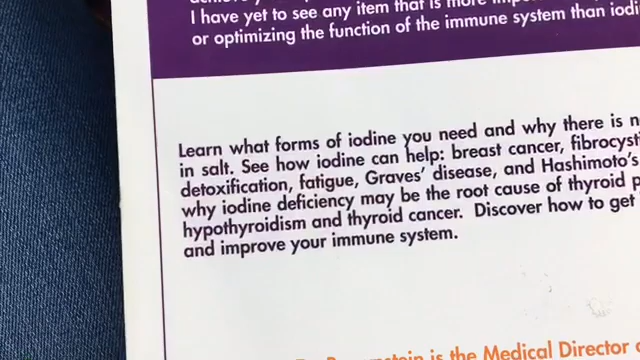 I have yet to see any item that is more
or optimizing the function of the immune system than
Learn what forms of iodine you need and why there is
in salt. See how iodine can help: breast cancer,
detoxification, fatigue, Graves' disease, and Hashimoto's
why iodine deficiency may be the root cause of thyroid
hypothyroidism and thyroid cancer. Discover how to get
and improve your immune system.
is the Medical Director